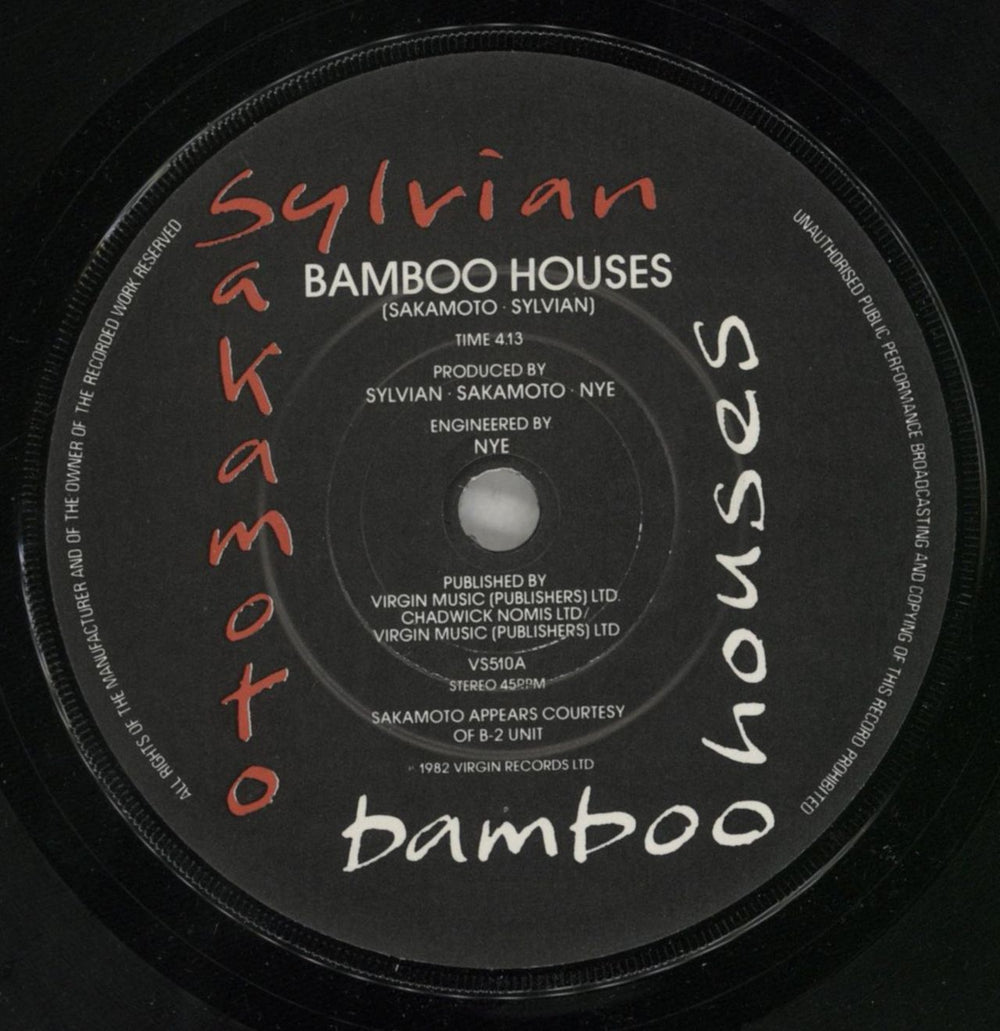 Sylvian
Sakamoto
BAMBOO HOUSES
(SAKAMOTO · SYLVIAN)
TIME 4.13
PRODUCED BY
SYLVIAN · SAKAMOTO · NYE
ENGINEERED BY
NYE
PUBLISHED BY
VIRGIN MUSIC (PUBLISHERS) LTD.
CHADWICK NOMIS LTD/
VIRGIN MUSIC (PUBLISHERS) LTD
VS510A
STEREO 45RPM
SAKAMOTO APPEARS COURTESY
OF B-2 UNIT
1982 VIRGIN RECORDS LTD
bamboo
houses
ALL RIGHTS OF THE MANUFACTURER AND OF THE OWNER OF THE RECORDED WORK RESERVED
UNAUTHORISED PUBLIC PERFORMANCE BROADCASTING AND COPYING OF THIS RECORD PROHIBITED